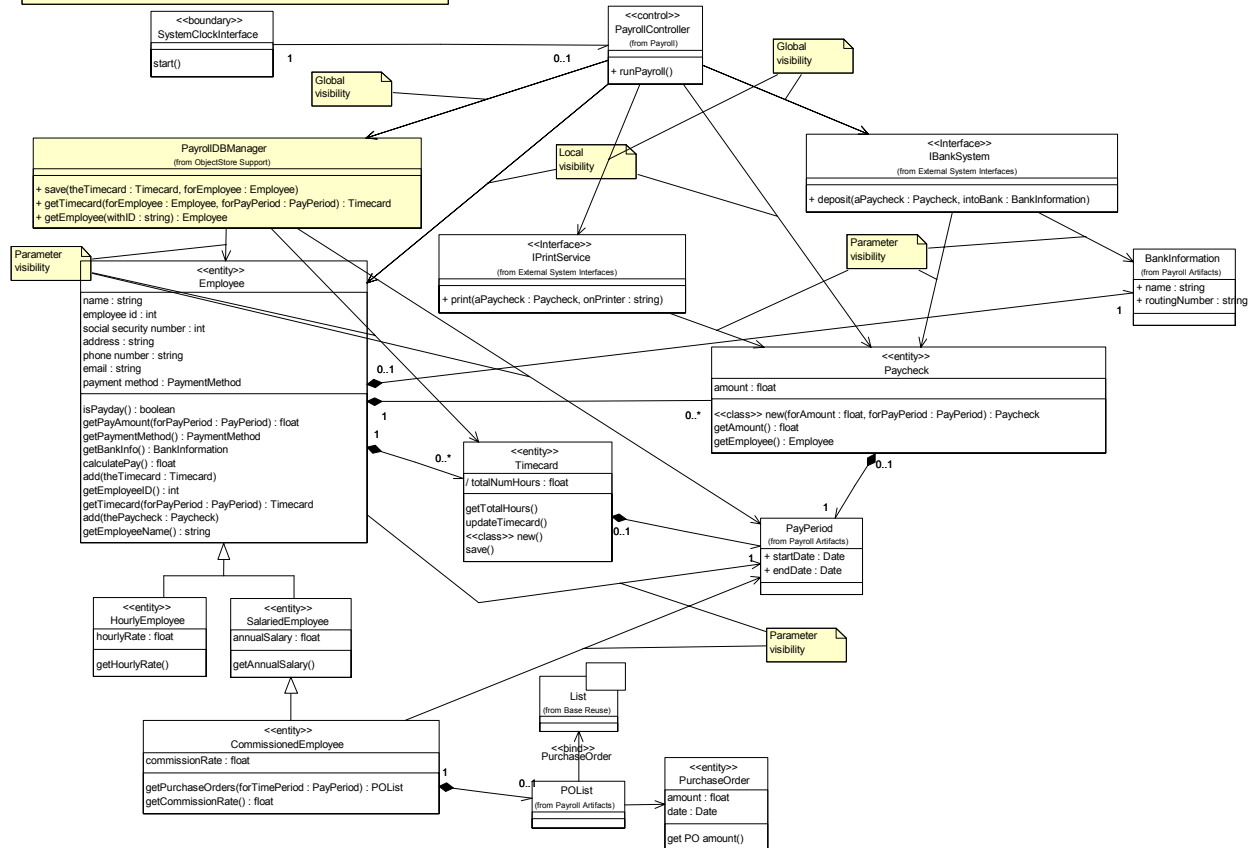 <<boundary>>
SystemClockInterface
start()
1
0..1
<<control>>
PayrollController
(from Payroll)
+ runPayroll()
Global
visibility
Global
visibility
PayrollDBManager
(from ObjectStore Support)
+ save(theTimecard : Timecard, forEmployee : Employee)
+ getTimecard(forEmployee : Employee, forPayPeriod : PayPeriod) : Timecard
+ getEmployee(withID : string) : Employee
Local
visibility
<<Interface>>
IBankSystem
(from External System Interfaces)
+ deposit(aPaycheck : Paycheck, intoBank : BankInformation)
Parameter
visibility
<<Interface>>
IPrintService
(from External System Interfaces)
+ print(aPaycheck : Paycheck, onPrinter : string)
Parameter
visibility
BankInformation
(from Payroll Artifacts)
+ name : string
+ routingNumber : string
1
<<entity>>
Employee
name : string
employee id : int
social security number : int
address : string
phone number : string
email : string
payment method : PaymentMethod
isPayday() : boolean
getPayAmount(forPayPeriod : PayPeriod) : float
getPaymentMethod() : PaymentMethod
getBankInfo() : BankInformation
calculatePay() : float
add(theTimecard : Timecard)
getEmployeeID() : int
getTimecard(forPayPeriod : PayPeriod) : Timecard
add(thePaycheck : Paycheck)
getEmployeeName() : string
0..1
1
0..*
1
0..*
<<entity>>
Paycheck
amount : float
<<class>> new(forAmount : float, forPayPeriod : PayPeriod) : Paycheck
getAmount() : float
getEmployee() : Employee
0..1
1
<<entity>>
Timecard
/ totalNumHours : float
getTotalHours()
updateTimecard()
<<class>> new()
save()
0..1
1
PayPeriod
(from Payroll Artifacts)
+ startDate : Date
+ endDate : Date
<<entity>>
HourlyEmployee
hourlyRate : float
getHourlyRate()
<<entity>>
SalariedEmployee
annualSalary : float
getAnnualSalary()
Parameter
visibility
List
(from Base Reuse)
<<bind>>
PurchaseOrder
<<entity>>
CommissionedEmployee
commissionRate : float
getPurchaseOrders(forTimePeriod : PayPeriod) : POList
getCommissionRate() : float
1
0..1
POList
(from Payroll Artifacts)
<<entity>>
PurchaseOrder
amount : float
date : Date
get PO amount()